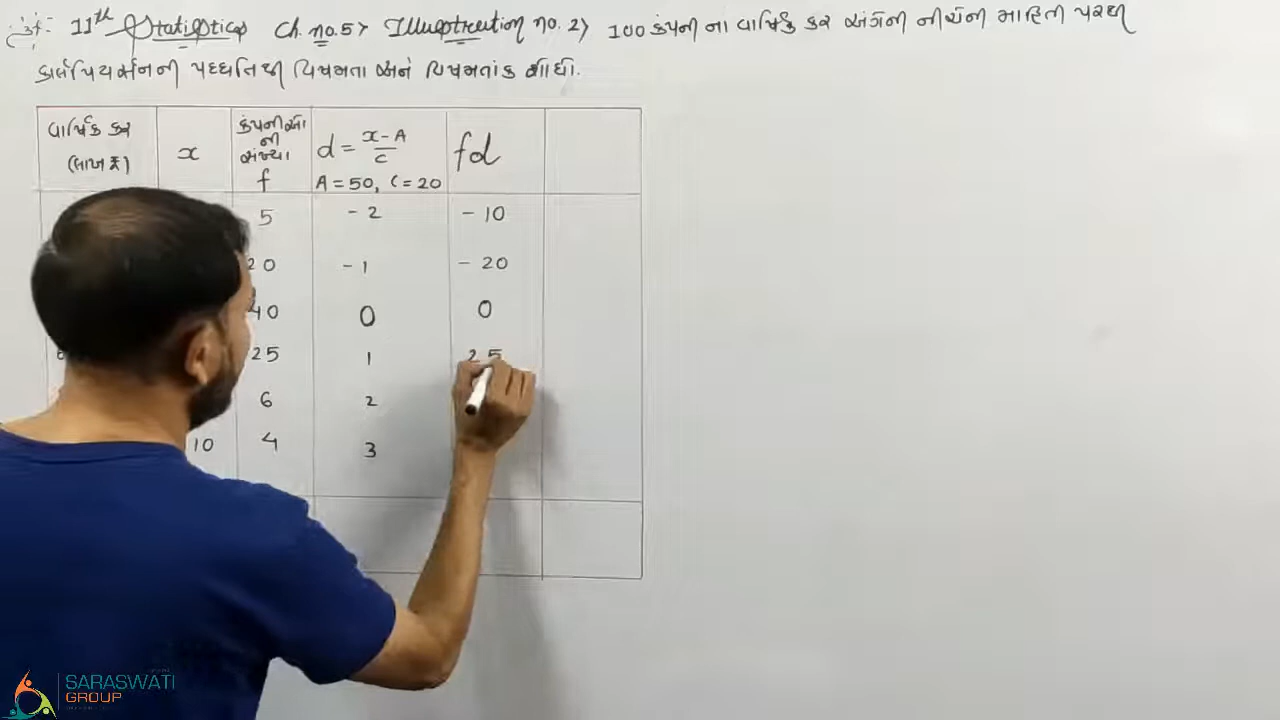 11th Statistics Ch. no. 5> Illustration no. 2) 100 કંપની ના વાર્ષિક કર અંગેની નીચેની માહિતી પરથી
કાર્લ પિયર્સનની પદ્ધતિથી વિષમતા અને વિષમતાંક શોધો.
વાર્ષિક કર (લાખ ₹) x કંપનીઓ ની સંખ્યા f d = x-A/c A = 50, C = 20 fd
5 -2 -10
20 -1 -20
40 0 0
25 1 25
6 2
10 4 3
SARASWATI
GROUP